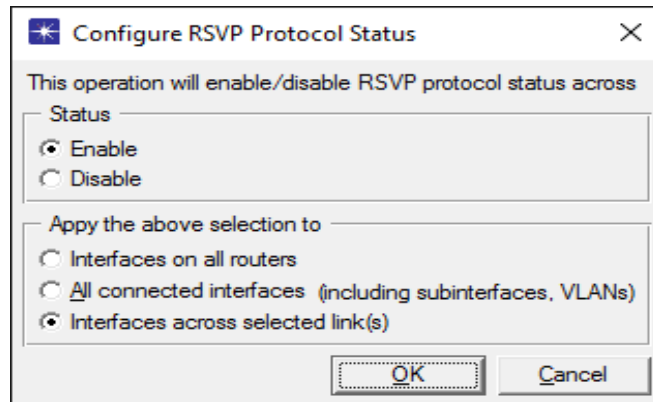 Configure RSVP Protocol Status
This operation will enable/disable RSVP protocol status across
Status
Enable
Disable
Appy the above selection to
Interfaces on all routers
All connected interfaces (including subinterfaces, VLANs)
Interfaces across selected link(s)
OK Cancel